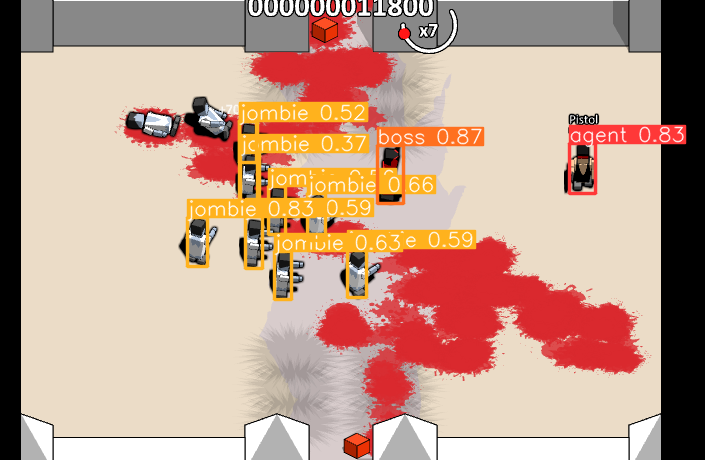 000000011800
x7
Pistol
jombie 0.52
agent 0.83
boss 0.87
jombie 0.37
jombie 0.66
jombie 0.83
0.59
jombie 0.63
e 0.59